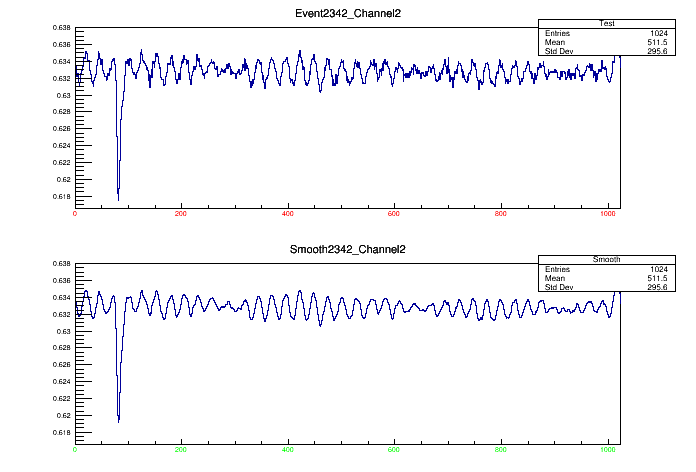 Event2342_Channel2
Test
Entries 1024
Mean 511.5
Std Dev 295.6
0.638
0.636
0.634
0.632
0.63
0.628
0.626
0.624
0.622
0.62
0.618
0 200 400 600 800 1000
Smooth2342_Channel2
Smooth
Entries 1024
Mean 511.5
Std Dev 295.6
0.638
0.636
0.634
0.632
0.63
0.628
0.626
0.624
0.622
0.62
0.618
0 200 400 600 800 1000